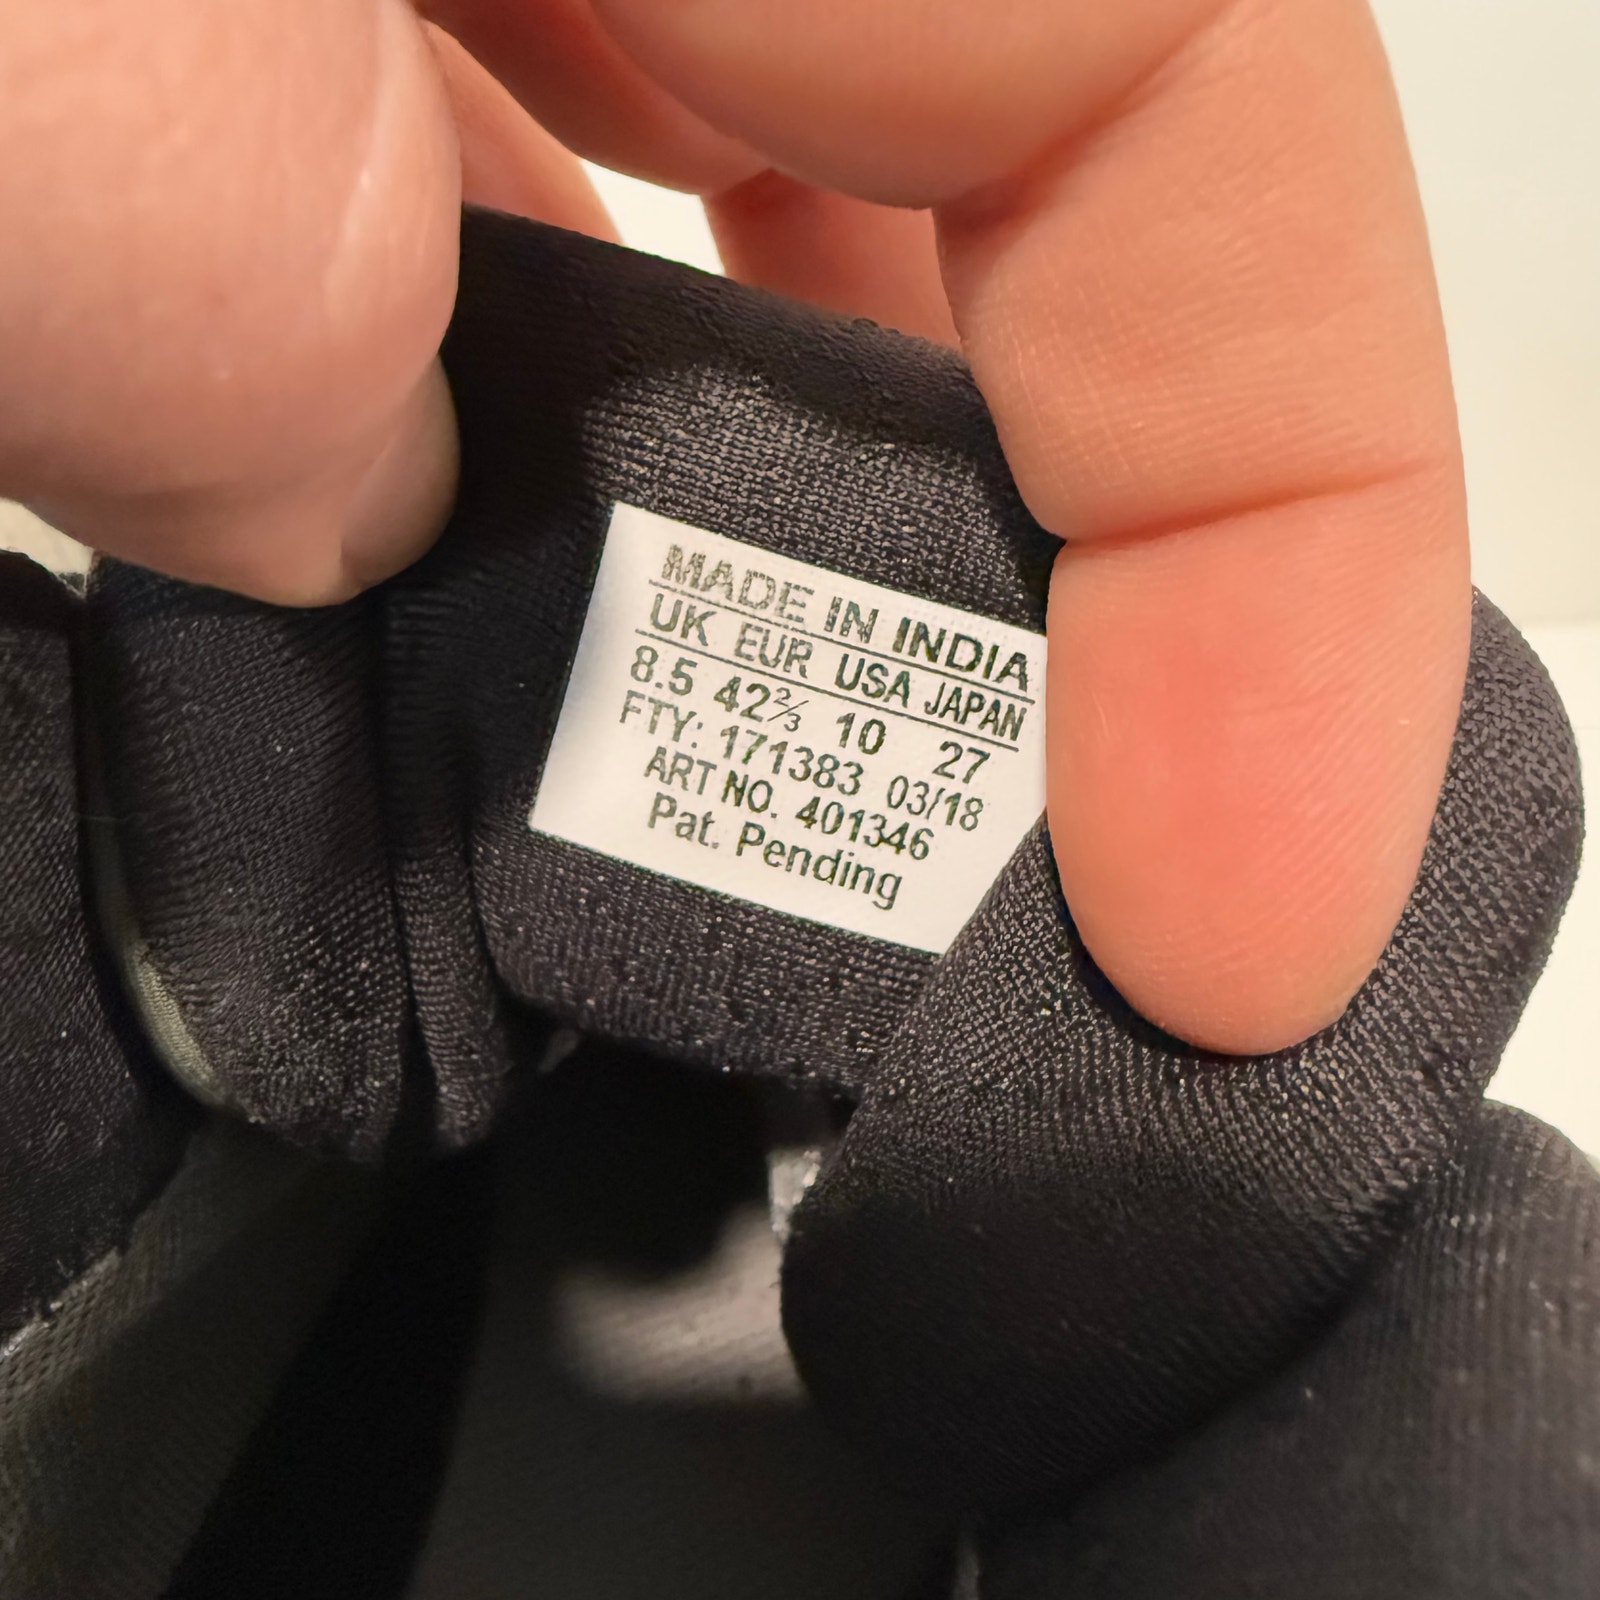 MADE IN INDIA
UK EUR USA JAPAN
8.5 42⅔ 10 27
FTY: 171383 03/18
ART NO. 401346
Pat. Pending